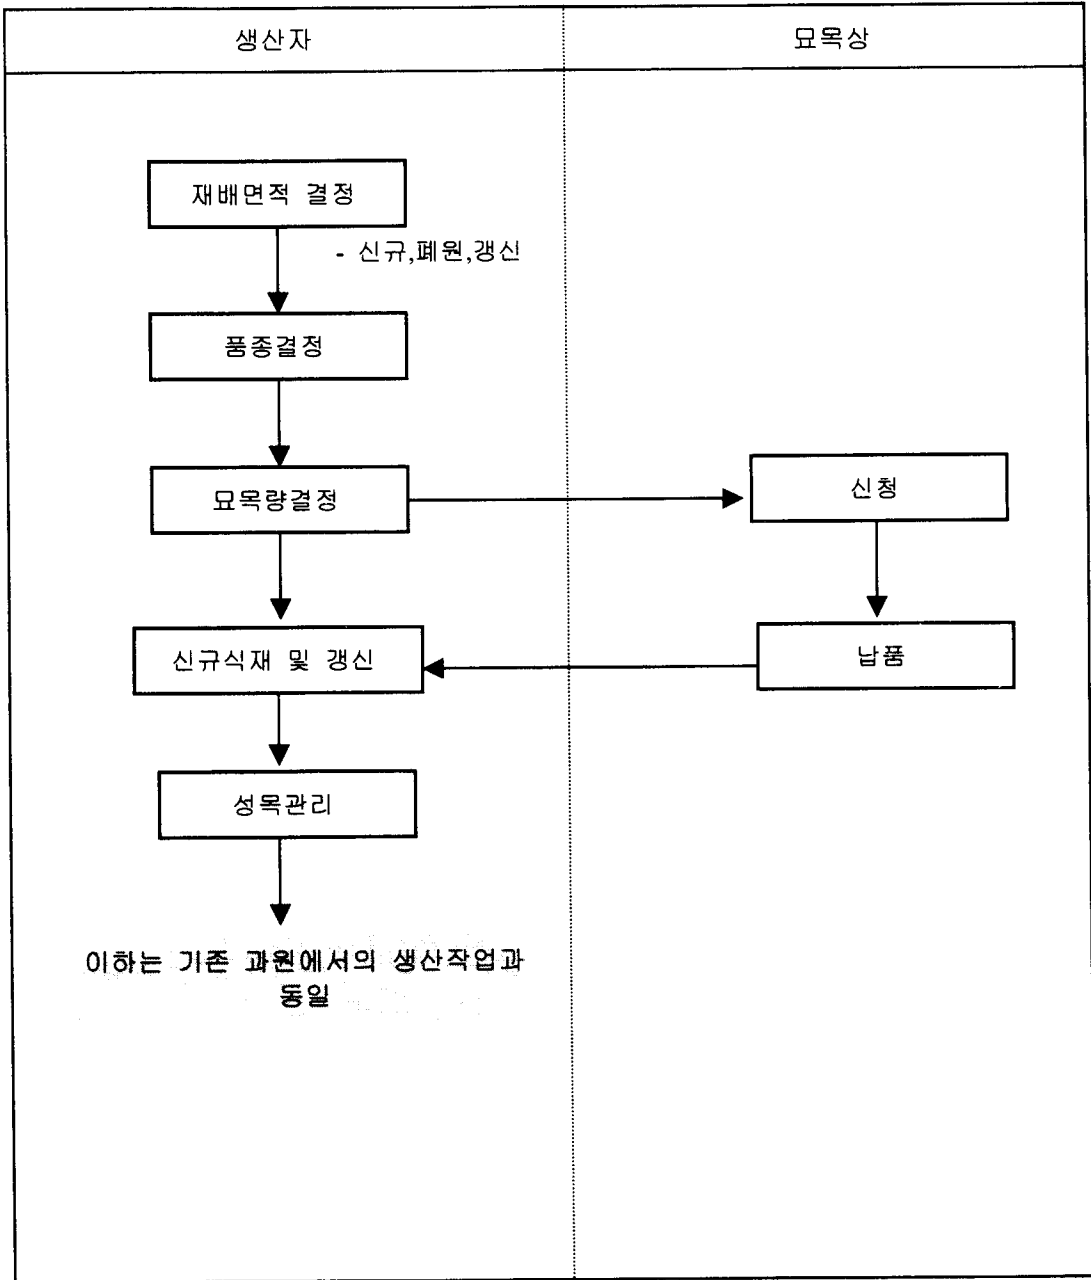 생산자
묘목상
재배면적 결정
- 신규,폐원,갱신
품종결정
묘목량결정
신청
신규식재 및 갱신
납품
성목관리
이하는 기존 과원에서의 생산작업과
동일